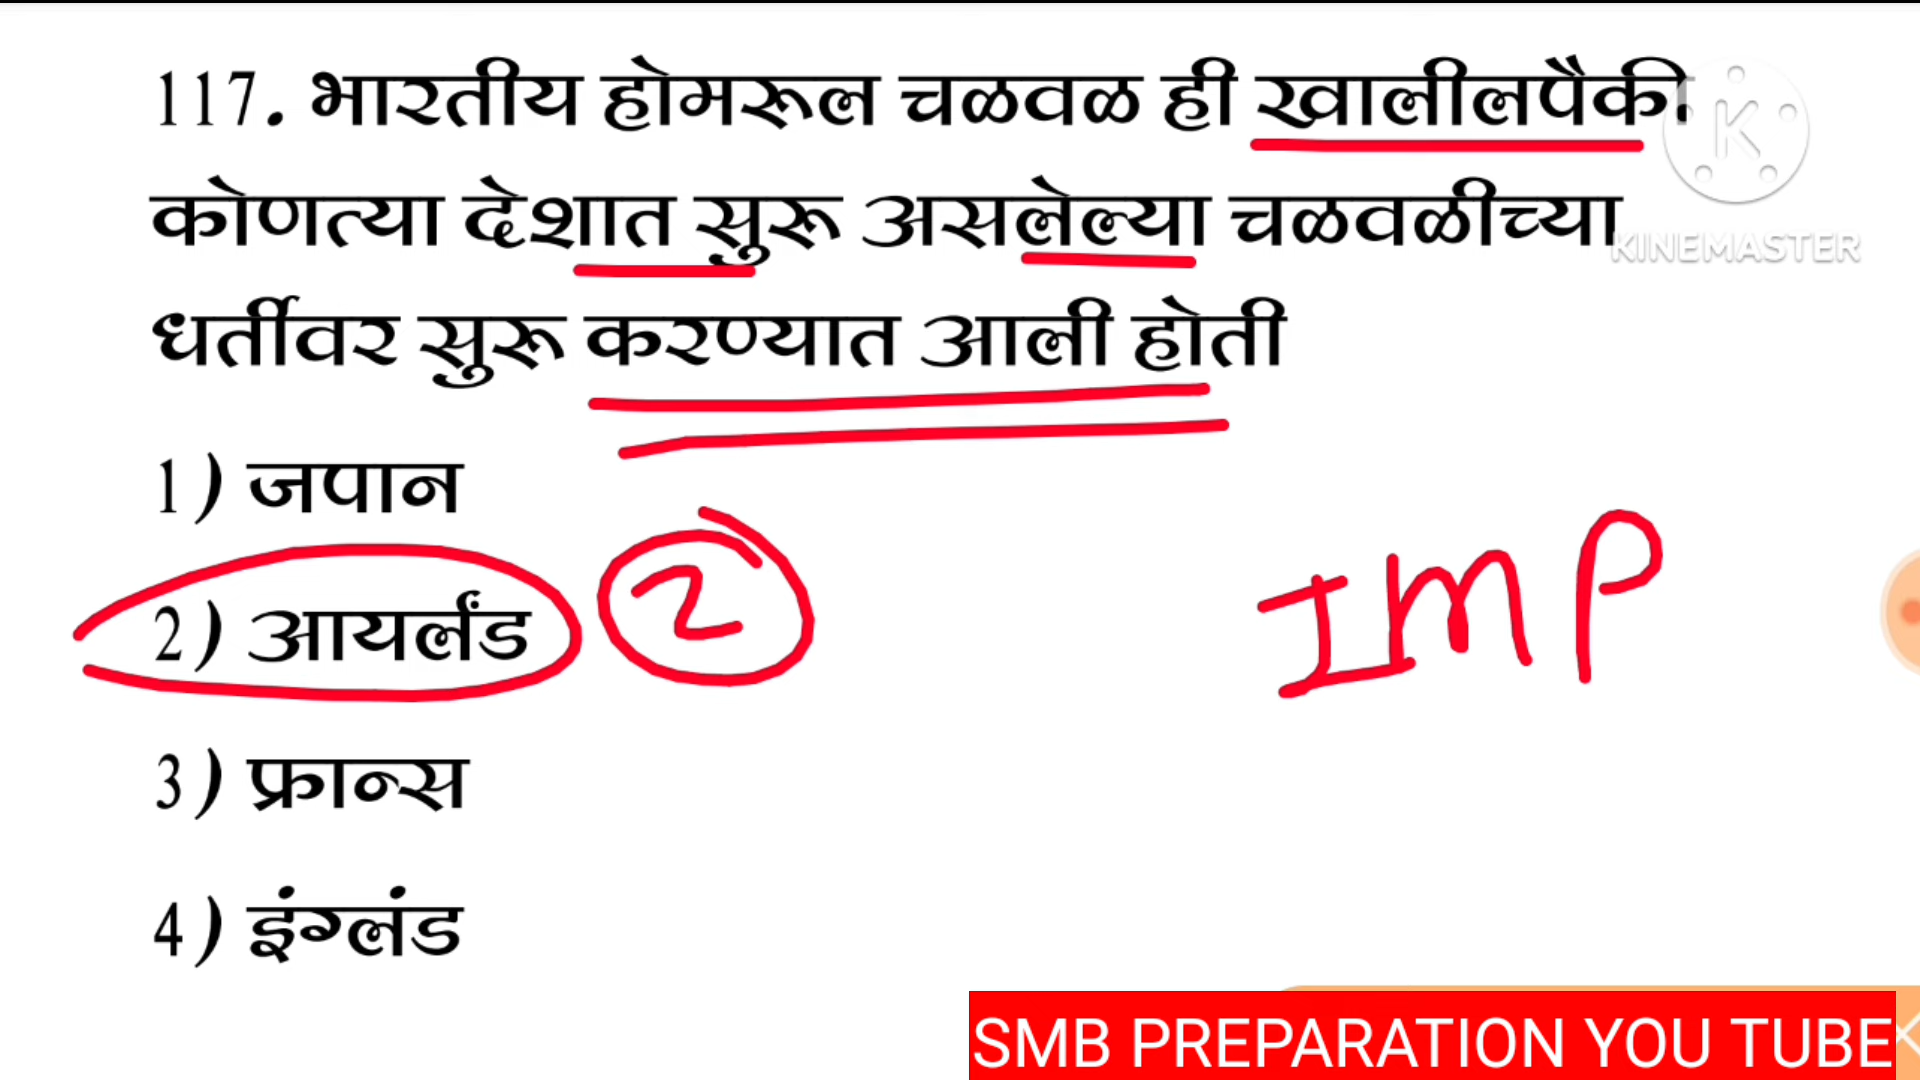 117. भारतीय होमरूल चळवळ ही खालीलपैकी
कोणत्या देशात सुरू असलेल्या चळवळीच्या
धर्तीवर सुरू करण्यात आली होती
1) जपान
2) आयर्लंड
2
IMP
3) फ्रान्स
4) इंग्लंड
K
KINEMASTER
SMB PREPARATION YOU TUBE